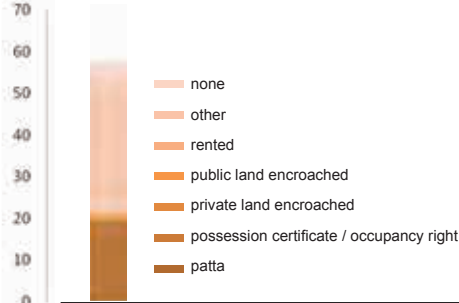 70
60
50
40
30
20
10
0
none
other
rented
public land encroached
private land encroached
possession certificate / occupancy right
patta